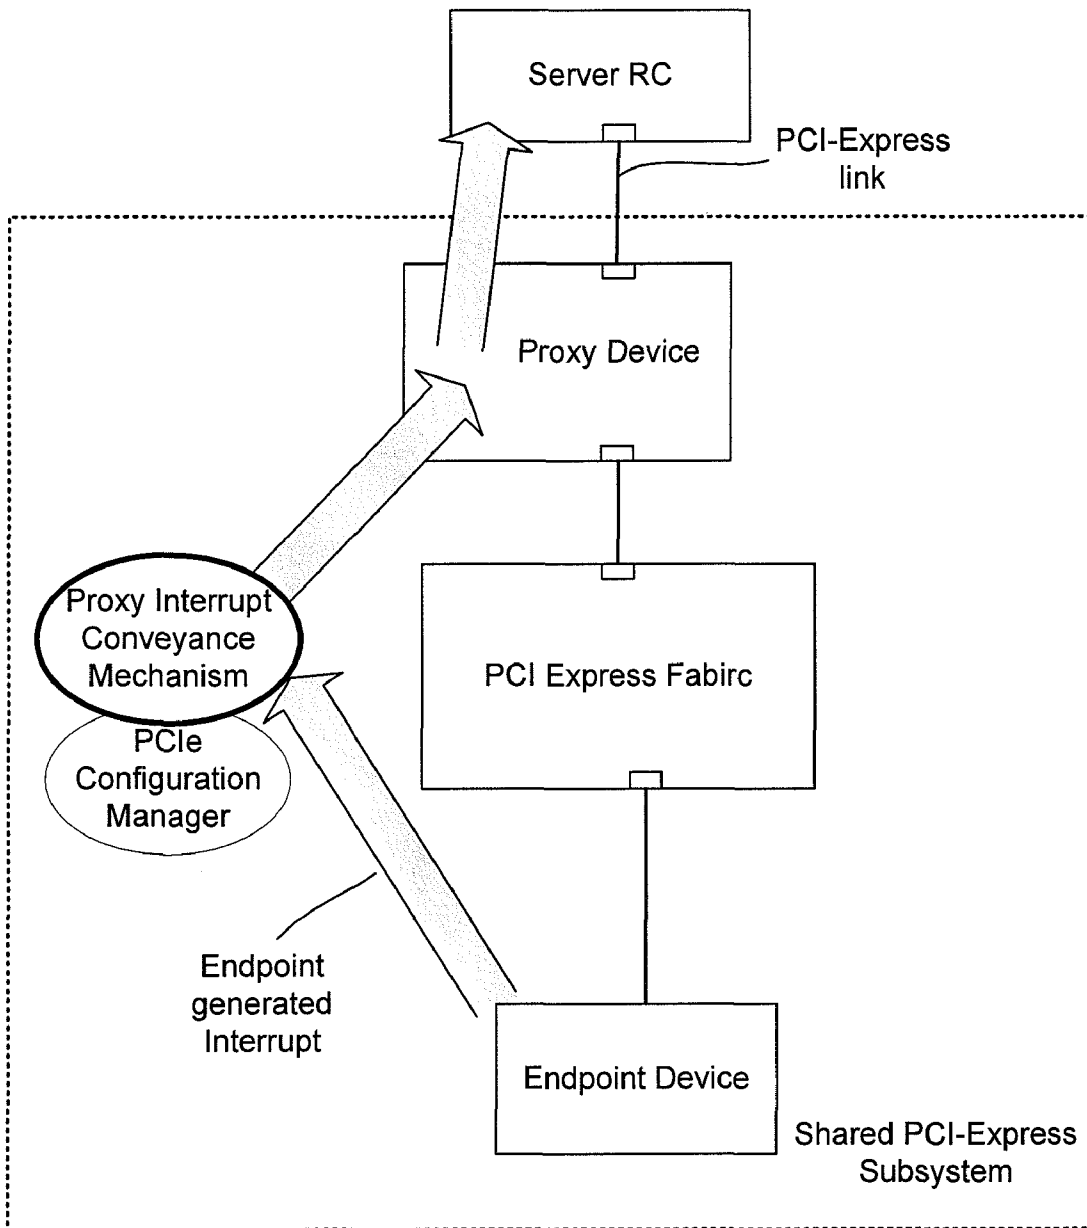 Server RC
PCI-Express
link
Proxy Device
Proxy Interrupt
Conveyance
Mechanism
PCI Express Fabirc
PCIe
Configuration
Manager
Endpoint
generated
Interrupt
Endpoint Device
Shared PCI-Express
Subsystem